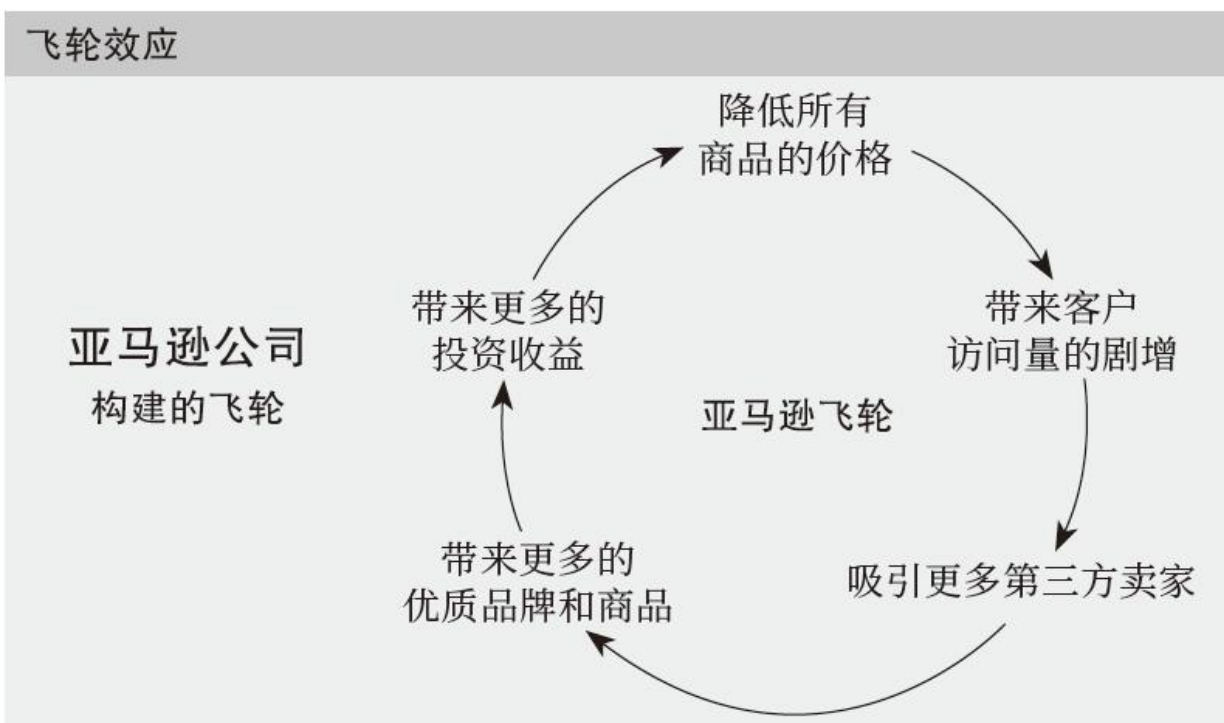 飞轮效应
降低所有
商品的价格
带来客户
访问量的剧增
吸引更多第三方卖家
带来更多的
优质品牌和商品
带来更多的
投资收益
亚马逊飞轮
亚马逊公司
构建的飞轮